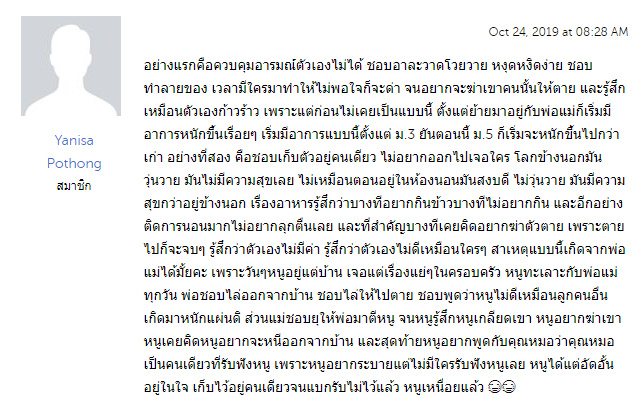 Oct 24, 2019 at 08:28 AM
Yanisa
Pothong
สมาชิก
อย่างแรกคือควบคุมอารมณ์ตัวเองไม่ได้ ชอบอาละวาดโวยวาย หงุดหงิดง่าย ชอบ
ทำลายของ เวลามีใครมาทำให้ไม่พอใจก็จะด่า จนอยากจะฆ่าเขาคนนั้นให้ตาย และรู้สึก
เหมือนตัวเองก้าวร้าว เพราะแต่ก่อนไม่เคยเป็นแบบนี้ ตั้งแต่ย้ายมาอยู่กับพ่อแม่ก็เริ่มมี
อาการหนักขึ้นเรื่อยๆ เริ่มมีอาการแบบนี้ตั้งแต่ ม.3 ยันตอนนี้ ม.5 ก็เริ่มจะหนักขึ้นไปกว่า
เก่า อย่างที่สอง คือชอบเก็บตัวอยู่คนเดียว ไม่อยากออกไปเจอใคร โลกข้างนอกมัน
วุ่นวาย มันไม่มีความสุขเลย ไม่เหมือนตอนอยู่ในห้องนอนมันสงบดี ไม่วุ่นวาย มันมีความ
สุขกว่าอยู่ข้างนอก เรื่องอาหารรู้สึกว่าบางทีอยากกินข้าวบางทีไม่อยากกิน และอีกอย่าง
ติดการนอนมากไม่อยากลุกตื่นเลย และที่สำคัญบางทีเคยคิดอยากฆ่าตัวตาย เพราะตาย
ไปก็จะจบๆ รู้สึกว่าตัวเองไม่มีค่า รู้สึกว่าตัวเองไม่ดีเหมือนใครๆ สาเหตุแบบนี้เกิดจากพ่อ
แม่ได้มั้ยคะ เพราะวันๆหนูอยู่แต่บ้าน เจอแต่เรื่องแย่ๆในครอบครัว หนูทะเลาะกับพ่อแม่
ทุกวัน พ่อชอบไล่ออกจากบ้าน ชอบไล่ให้ไปตาย ชอบพูดว่าหนูไม่ดีเหมือนลูกคนอื่น
เกิดมาหนักแผ่นดิ ส่วนแม่ชอบยุให้พ่อมาตีหนู จนหนูรู้สึกหนูเกลียดเขา หนูอยากฆ่าเขา
หนูเคยคิดหนูอยากจะหนีออกจากบ้าน และสุดท้ายหนูอยากพูดกับคุณหมอว่าคุณหมอ
เป็นคนเดียวที่รับฟังหนู เพราะหนูอยากระบายแต่ไม่มีใครรับฟังหนูเลย หนูได้แต่อัดอั้น
อยู่ในใจ เก็บไว้อยู่คนเดียวจนแบกรับไม่ไว้แล้ว หนูเหนื่อยแล้ว